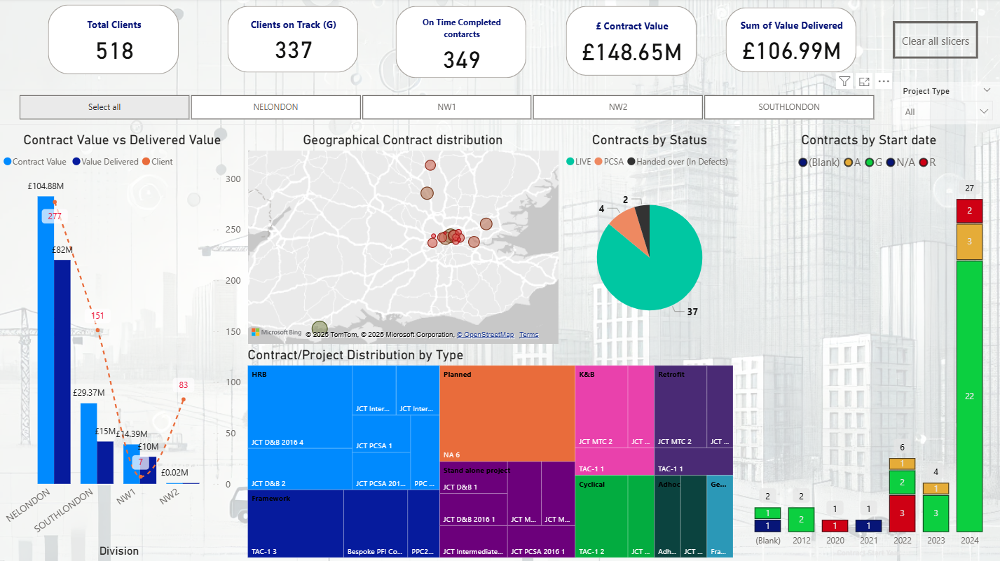 Total Clients
518
Clients on Track (G)
337
On Time Completed
contarcts
349
£ Contract Value
£148.65M
Sum of Value Delivered
£106.99M
Clear all slicers
Project Type
All
Select all
NELONDON
NW1
NW2
SOUTHLONDON
Contract Value vs Delivered Value
Contract Value
Value Delivered
Client
£104.88M
277
£82M
151
£29.37M
£15M
£14.39M
£10M
7
£0.02M
83
300
250
200
150
100
50
0
NELONDON
SOUTHLONDON
NW1
NW2
Division
Geographical Contract distribution
Microsoft Bing
© 2025 TomTom, © 2025 Microsoft Corporation, © OpenStreetMap Terms
Contracts by Status
LIVE
PCSA
Handed over (In Defects)
2
4
37
Contract/Project Distribution by Type
HRB
JCT D&B 2016 4
JCT D&B 2
JCT Inter...
JCT Inter...
JCT PCSA 1
JCT PCSA 201...
PPC ...
Framework
TAC-1 3
Bespoke PFI Co...
PPC2...
Planned
NA 6
Stand alone project
JCT D&B 1
JCT D&B 2016 1
JCT M...
JCT M...
JCT Intermediate...
JCT PCSA 2016 1
K&B
JCT MTC 2
JCT ...
TAC-1 1
Retrofit
JCT MTC 2
JCT ...
TAC-1 1
Cyclical
TAC-1 2
JCT ...
Adhoc
Adh...
JCT ...
Ge...
Fra...
Contracts by Start date
(Blank)
A
G
N/A
R
27
2
3
22
6
1
2
3
4
1
3
2
1
1
2
2
1
1
1
1
(Blank)
2012
2020
2021
2022
2023
2024